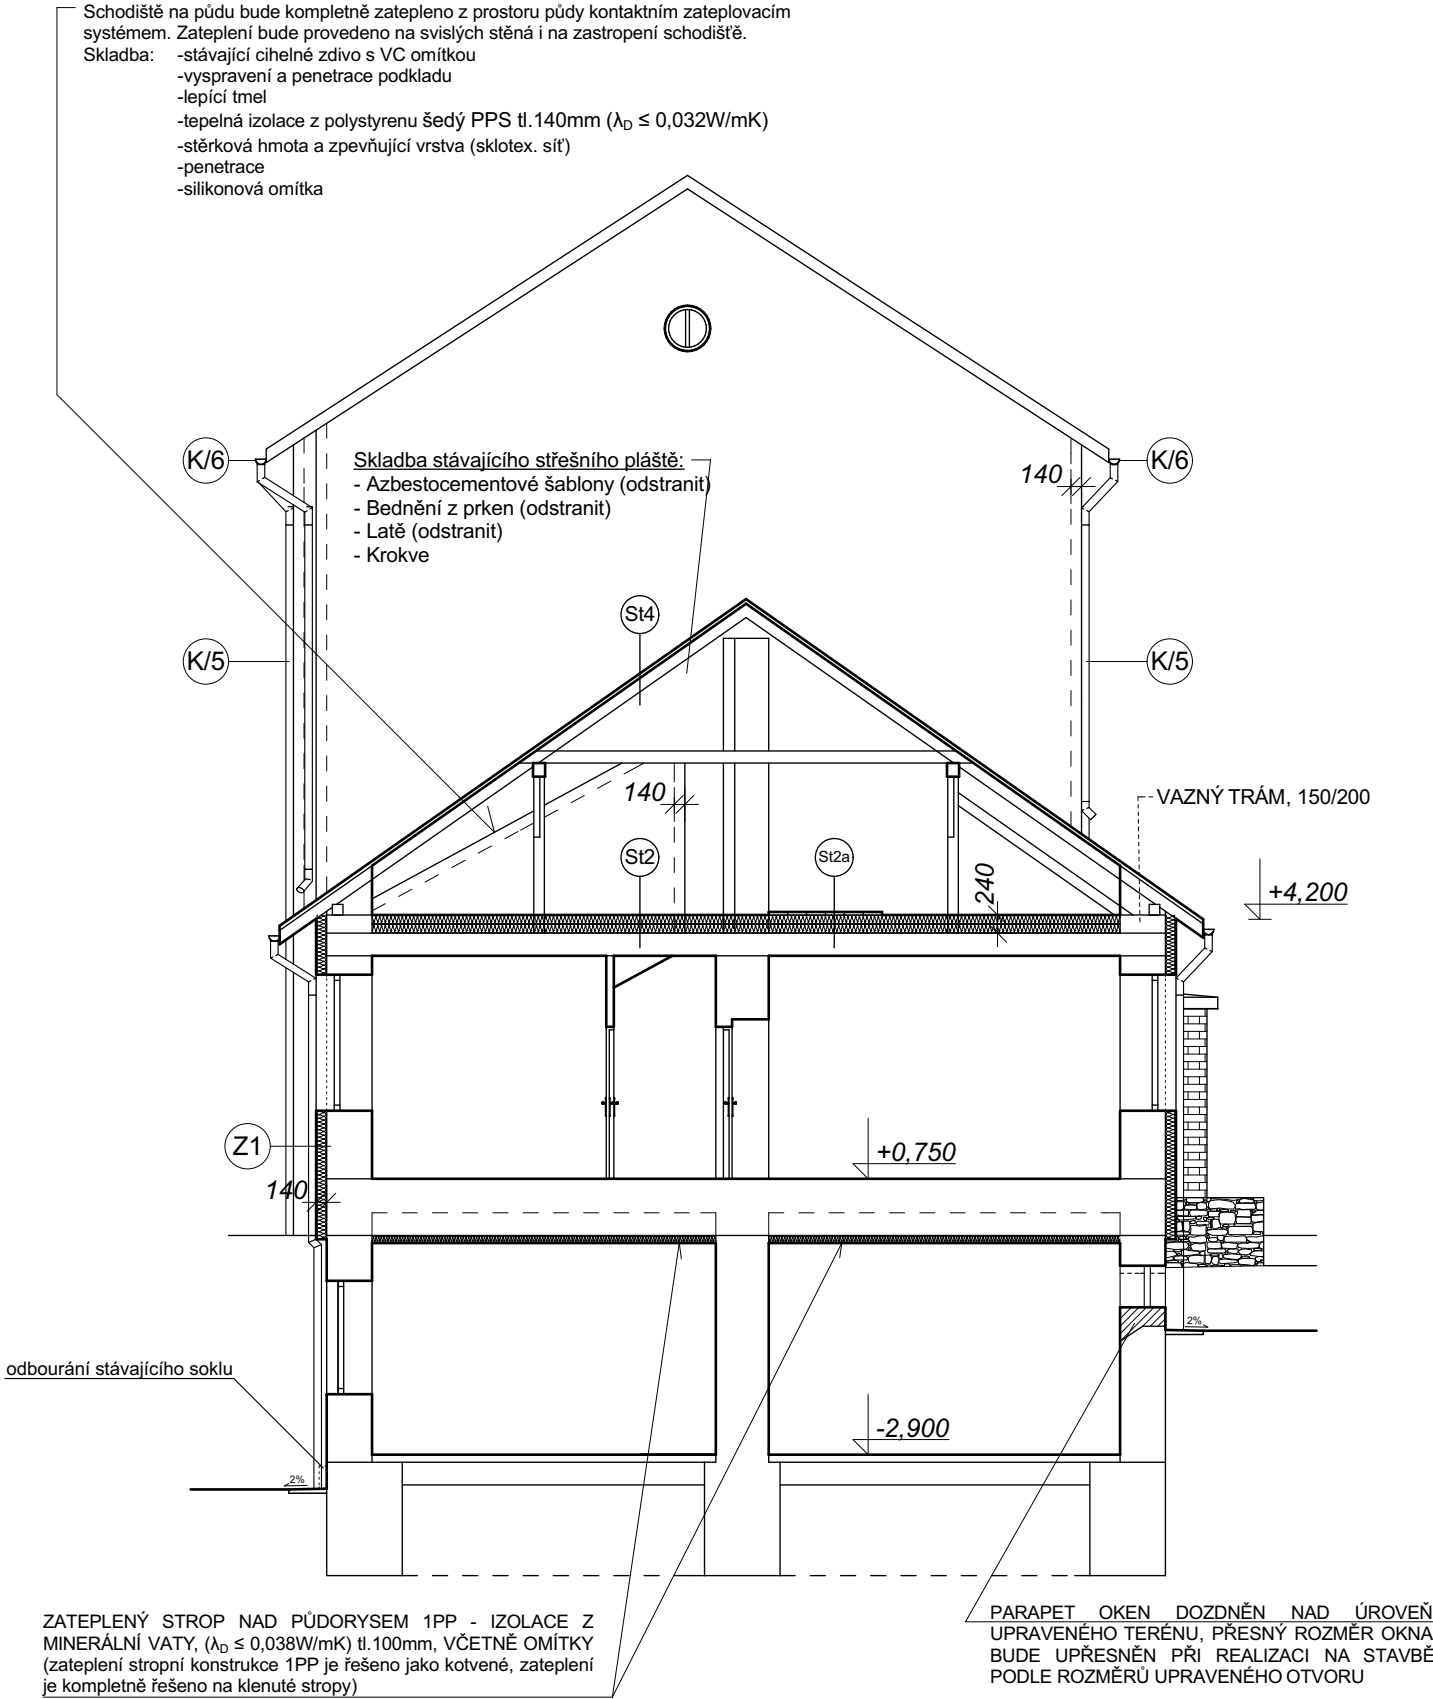 Schodiště na půdu bude kompletně zatepleno z prostoru půdy kontaktním zateplovacím
systémem. Zateplení bude provedeno na svislých stěná i na zastropení schodišťě.
Skladba: -stávající cihelné zdivo s VC omítkou
-vyspravení a penetrace podkladu
-lepící tmel
-tepelná izolace z polystyrenu šedý PPS tl.140mm (λD ≤ 0,032W/mK)
-stěrková hmota a zpevňující vrstva (sklotex. síť)
-penetrace
-silikonová omítka
K/6
Skladba stávajícího střešního pláště:
- Azbestocementové šablony (odstranit)
- Bednění z prken (odstranit)
- Latě (odstranit)
- Krokve
140
K/6
St4
K/5
K/5
140
VAZNÝ TRÁM, 150/200
St2
St2a
240
+4,200
Z1
+0,750
140
2%
odbourání stávajícího soklu
-2,900
2%
ZATEPLENÝ STROP NAD PŮDORYSEM 1PP - IZOLACE Z
MINERÁLNÍ VATY, (λD ≤ 0,038W/mK) tl.100mm, VČETNĚ OMÍTKY
(zateplení stropní konstrukce 1PP je řešeno jako kotvené, zateplení
je kompletně řešeno na klenuté stropy)
PARAPET OKEN DOZDNĚN NAD ÚROVEŇ
UPRAVENÉHO TERÉNU, PŘESNÝ ROZMĚR OKNA
BUDE UPŘESNĚN PŘI REALIZACI NA STAVBĚ
PODLE ROZMĚRŮ UPRAVENÉHO OTVORU